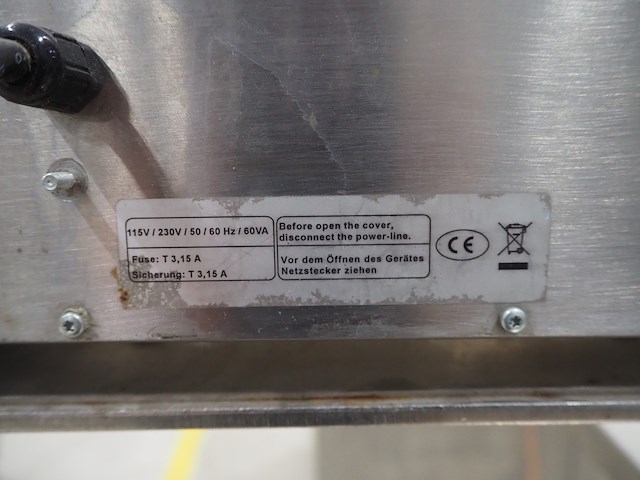 115V / 230V / 50 / 60 Hz / 60VA
Fuse: T 3,15 A
Sicherung: T 3,15 A
Before open the cover,
disconnect the power-line.
Vor dem Öffnen des Gerätes
Netzstecker ziehen
CE